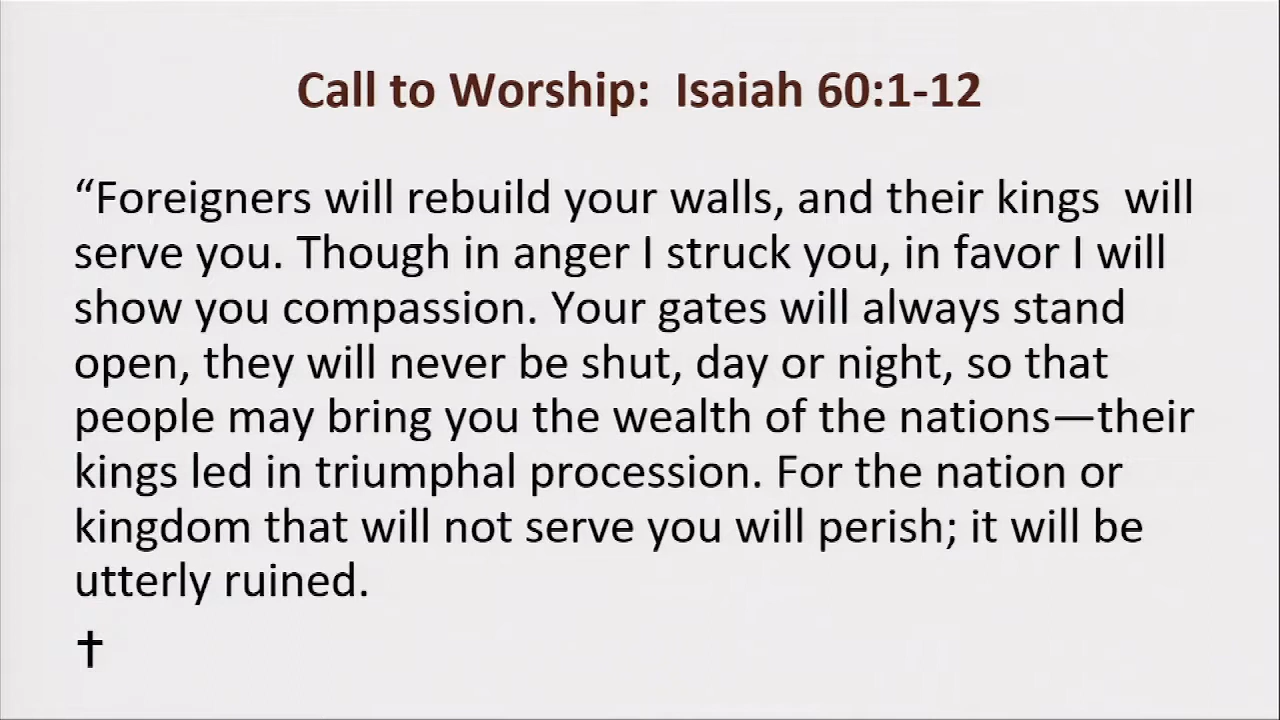 Call to Worship:  Isaiah 60:1-12
“Foreigners will rebuild your walls, and their kings  will
serve you. Though in anger I struck you, in favor I will
show you compassion. Your gates will always stand
open, they will never be shut, day or night, so that
people may bring you the wealth of the nations—their
kings led in triumphal procession. For the nation or
kingdom that will not serve you will perish; it will be
utterly ruined.
✝